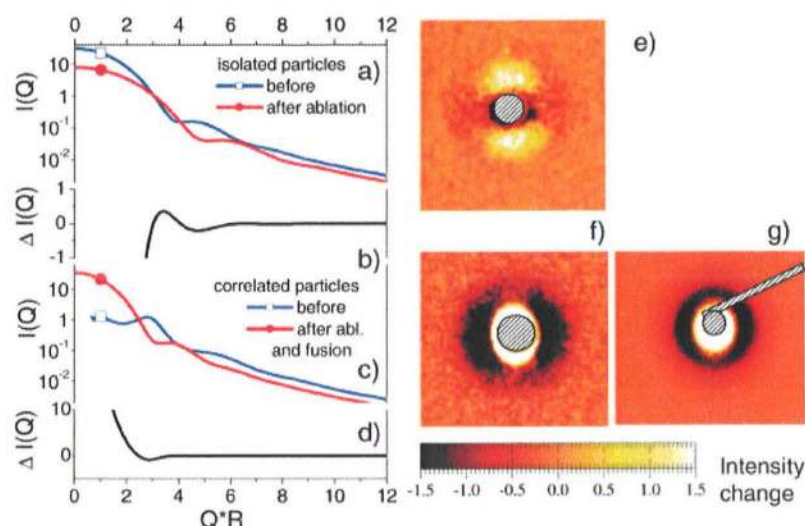 0 2 4 6 8 10 12
I(Q)
10
1
10⁻¹
10⁻²
a)
isolated particles
before
after ablation
Δ I(Q)
1
0
-1
b)
I(Q)
10
1
10⁻¹
10⁻²
correlated particles
before
after abl.
and fusion
c)
Δ I(Q)
10
0
d)
0 2 4 6 8 10 12
Q*R
e)
f)
g)
-1.5 -1.0 -0.5 0.0 0.5 1.0 1.5
Intensity
change